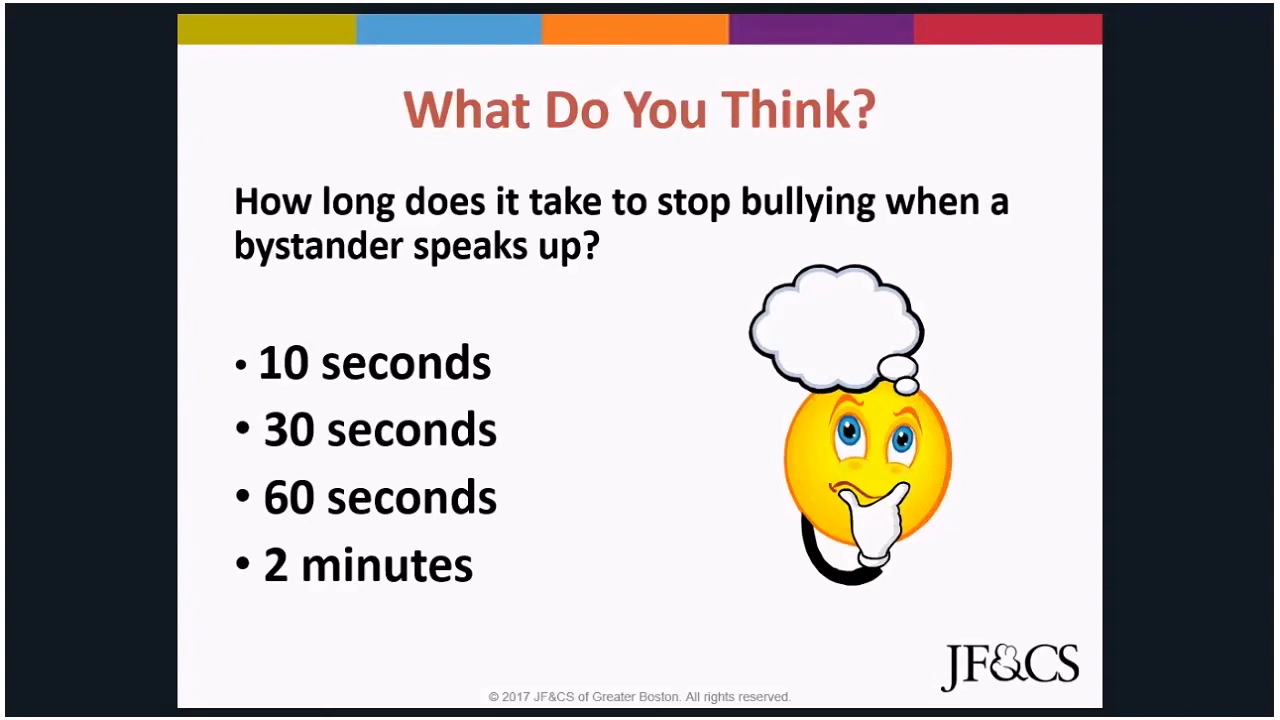 What Do You Think?
How long does it take to stop bullying when a
bystander speaks up?
• 10 seconds
• 30 seconds
• 60 seconds
• 2 minutes
JF&CS
© 2017 JF&CS of Greater Boston. All rights reserved.